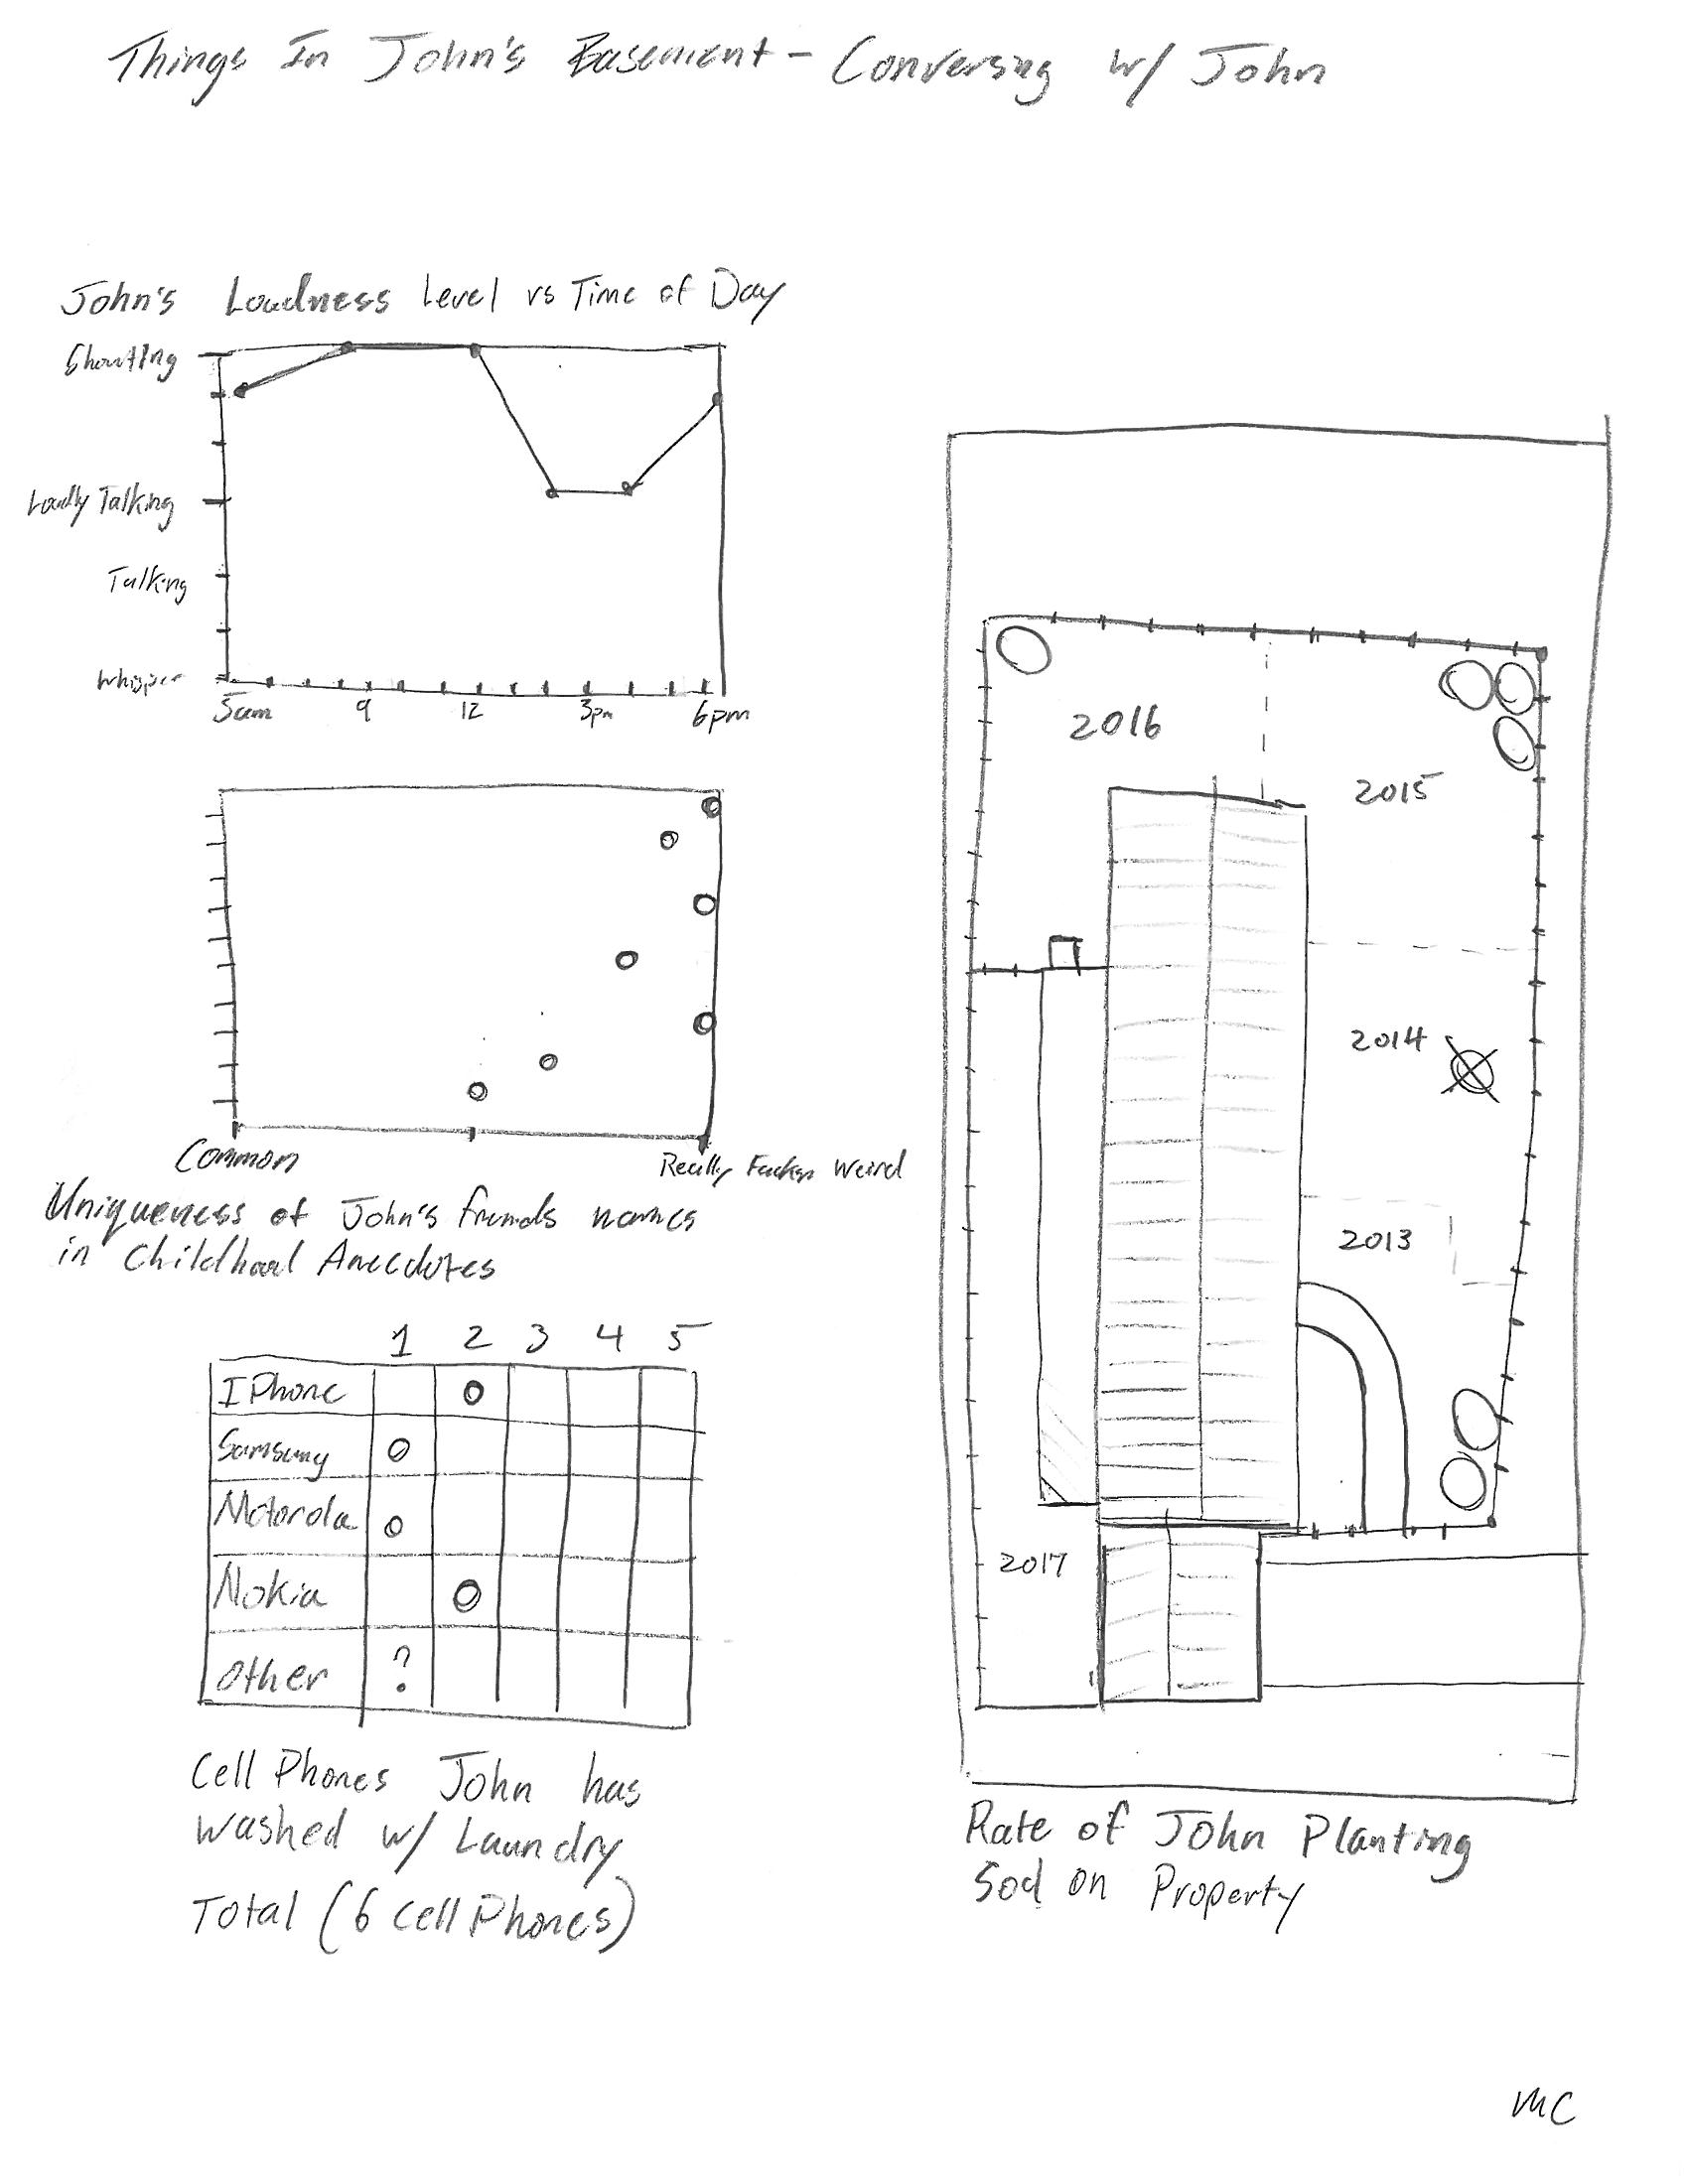 Things In John's Basement - Conversing w/ John
John's Loudness Level vs Time of Day
Shouting
Loudly Talking
Talking
Whisper
5am 9 12 3pm 6pm
Common Really Fucken Weird
Uniqueness of John's friends names
in Childhood Anecdotes
1 2 3 4 5
IPhone
Samsung
Motorola
Nokia
Other ?
Cell Phones John has
Washed w/ Laundry
Total (6 Cell Phones)
2016
2015
2014
2013
2017
Rate of John Planting
Sod on Property
MC